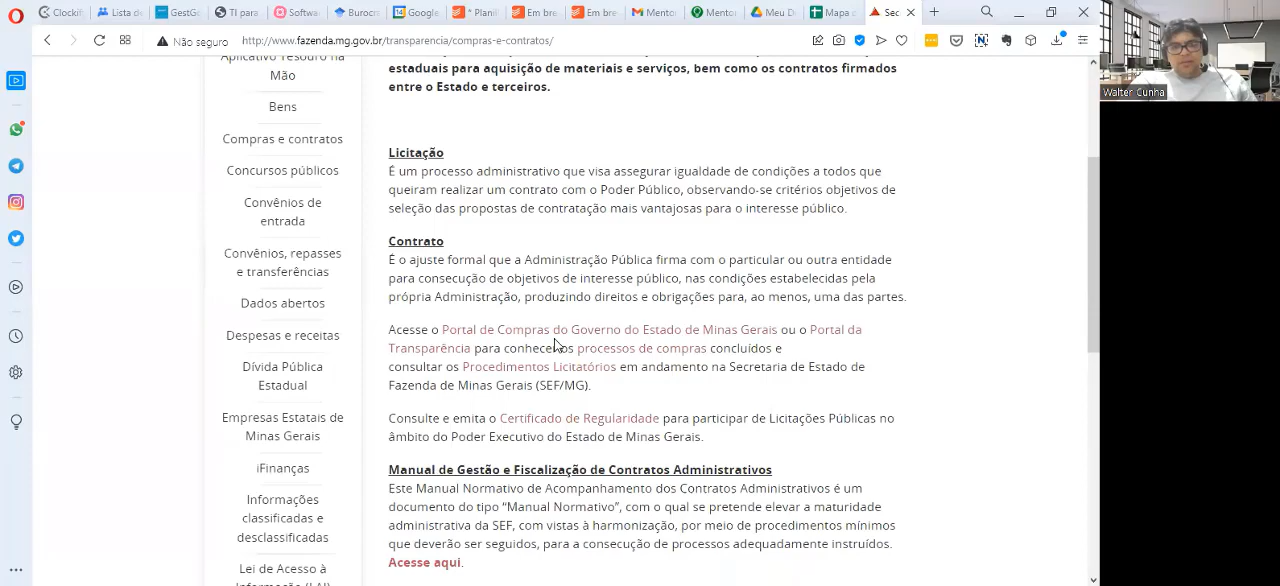 Clockify
Lista de
GestGo
TI para
Softwa
Burocr
Google
* Planil
Em bre
Em bre
Mentor
Mentor
Meu D
Mapa d
Sec
Não seguro
http://www.fazenda.mg.gov.br/transparencia/compras-e-contratos/
Walter Cunha
Aplicativo Tesouro na
Mão
Bens
Compras e contratos
Concursos públicos
Convênios de
entrada
Convênios, repasses
e transferências
Dados abertos
Despesas e receitas
Dívida Pública
Estadual
Empresas Estatais de
Minas Gerais
iFinanças
Informações
classificadas e
desclassificadas
Lei de Acesso à
Informação (LAI)
estaduais para aquisição de materiais e serviços, bem como os contratos firmados
entre o Estado e terceiros.
Licitação
É um processo administrativo que visa assegurar igualdade de condições a todos que
queiram realizar um contrato com o Poder Público, observando-se critérios objetivos de
seleção das propostas de contratação mais vantajosas para o interesse público.
Contrato
É o ajuste formal que a Administração Pública firma com o particular ou outra entidade
para consecução de objetivos de interesse público, nas condições estabelecidas pela
própria Administração, produzindo direitos e obrigações para, ao menos, uma das partes.
Acesse o Portal de Compras do Governo do Estado de Minas Gerais ou o Portal da
Transparência para conhecer os processos de compras concluídos e
consultar os Procedimentos Licitatórios em andamento na Secretaria de Estado de
Fazenda de Minas Gerais (SEF/MG).
Consulte e emita o Certificado de Regularidade para participar de Licitações Públicas no
âmbito do Poder Executivo do Estado de Minas Gerais.
Manual de Gestão e Fiscalização de Contratos Administrativos
Este Manual Normativo de Acompanhamento dos Contratos Administrativos é um
documento do tipo “Manual Normativo”, com o qual se pretende elevar a maturidade
administrativa da SEF, com vistas à harmonização, por meio de procedimentos mínimos
que deverão ser seguidos, para a consecução de processos adequadamente instruídos.
Acesse aqui.